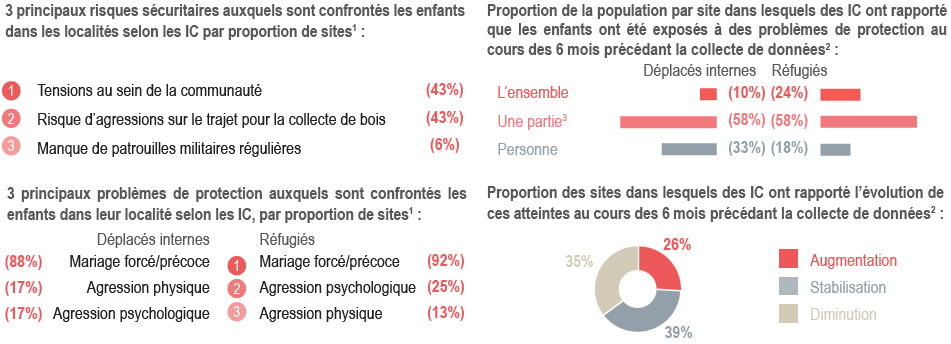 3 principaux risques sécuritaires auxquels sont confrontés les enfants
dans les localités selon les IC par proportion de sites¹ :
1 Tensions au sein de la communauté (43%)
2 Risque d’agressions sur le trajet pour la collecte de bois (43%)
3 Manque de patrouilles militaires régulières (6%)
Proportion de la population par site dans lesquels des IC ont rapporté
que les enfants ont été exposés à des problèmes de protection au
cours des 6 mois précédant la collecte de données² :
Déplacés internes Réfugiés
L’ensemble (10%) (24%)
Une partie³ (58%) (58%)
Personne (33%) (18%)
3 principaux problèmes de protection auxquels sont confrontés les
enfants dans leur localité selon les IC, par proportion de sites¹ :
Déplacés internes Réfugiés
(88%) Mariage forcé/précoce 1 Mariage forcé/précoce (92%)
(17%) Agression physique 2 Agression psychologique (25%)
(17%) Agression psychologique 3 Agression physique (13%)
Proportion des sites dans lesquels des IC ont rapporté l’évolution de
ces atteintes au cours des 6 mois précédant la collecte de données² :
26%
35%
39%
Augmentation
Stabilisation
Diminution